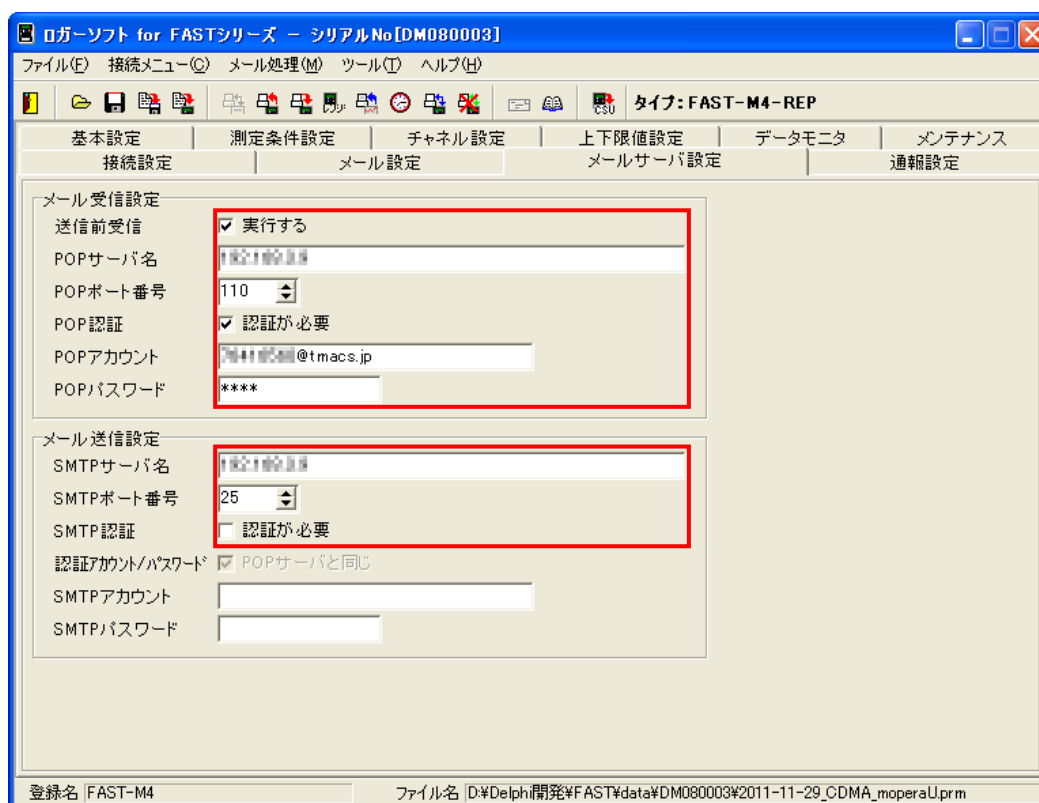 ロガーソフト for FASTシリーズ － シリアルNo[DM080003]
ファイル(F) 接続メニュー(C) メール処理(M) ツール(T) ヘルプ(H)
CSU タイプ:FAST-M4-REP
基本設定 測定条件設定 チャネル設定 上下限値設定 データモニタ メンテナンス
接続設定 メール設定 メールサーバ設定 通報設定
メール受信設定
送信前受信 実行する
POPサーバ名
POPポート番号 110
POP認証 認証が必要
POPアカウント @tmacs.jp
POPパスワード ****
メール送信設定
SMTPサーバ名
SMTPポート番号 25
SMTP認証 認証が必要
認証アカウント/パスワード POPサーバと同じ
SMTPアカウント
SMTPパスワード
登録名 FAST-M4 ファイル名 D:¥Delphi開発¥FAST¥data¥DM080003¥2011-11-29_CDMA_moperaU.prm